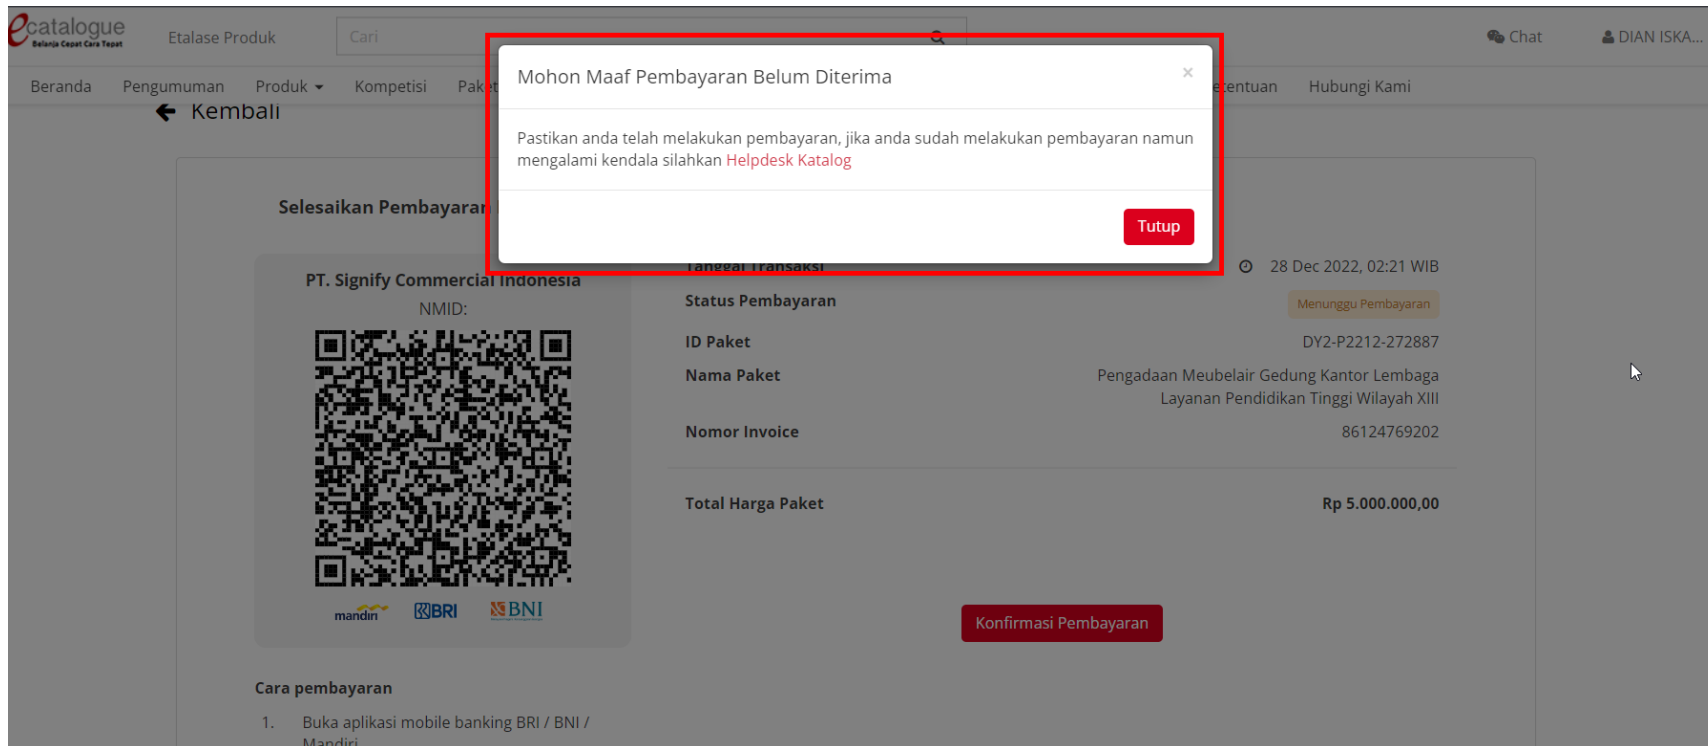 ecatalogue
Belanja Cepat Cara Tepat
Etalase Produk
Cari
Chat
DIAN ISKA...
Beranda
Pengumuman
Produk
Kompetisi
Paket
etentuan
Hubungi Kami
Kembali
Mohon Maaf Pembayaran Belum Diterima
×
Pastikan anda telah melakukan pembayaran, jika anda sudah melakukan pembayaran namun
mengalami kendala silahkan Helpdesk Katalog
Tutup
Selesaikan Pembayaran
PT. Signify Commercial Indonesia
NMID:
mandiri
BRI
BNI
Tanggal Transaksi
28 Dec 2022, 02:21 WIB
Status Pembayaran
Menunggu Pembayaran
ID Paket
DY2-P2212-272887
Nama Paket
Pengadaan Meubelair Gedung Kantor Lembaga
Layanan Pendidikan Tinggi Wilayah XIII
Nomor Invoice
86124769202
Total Harga Paket
Rp 5.000.000,00
Konfirmasi Pembayaran
Cara pembayaran
1. Buka aplikasi mobile banking BRI / BNI /
Mandiri